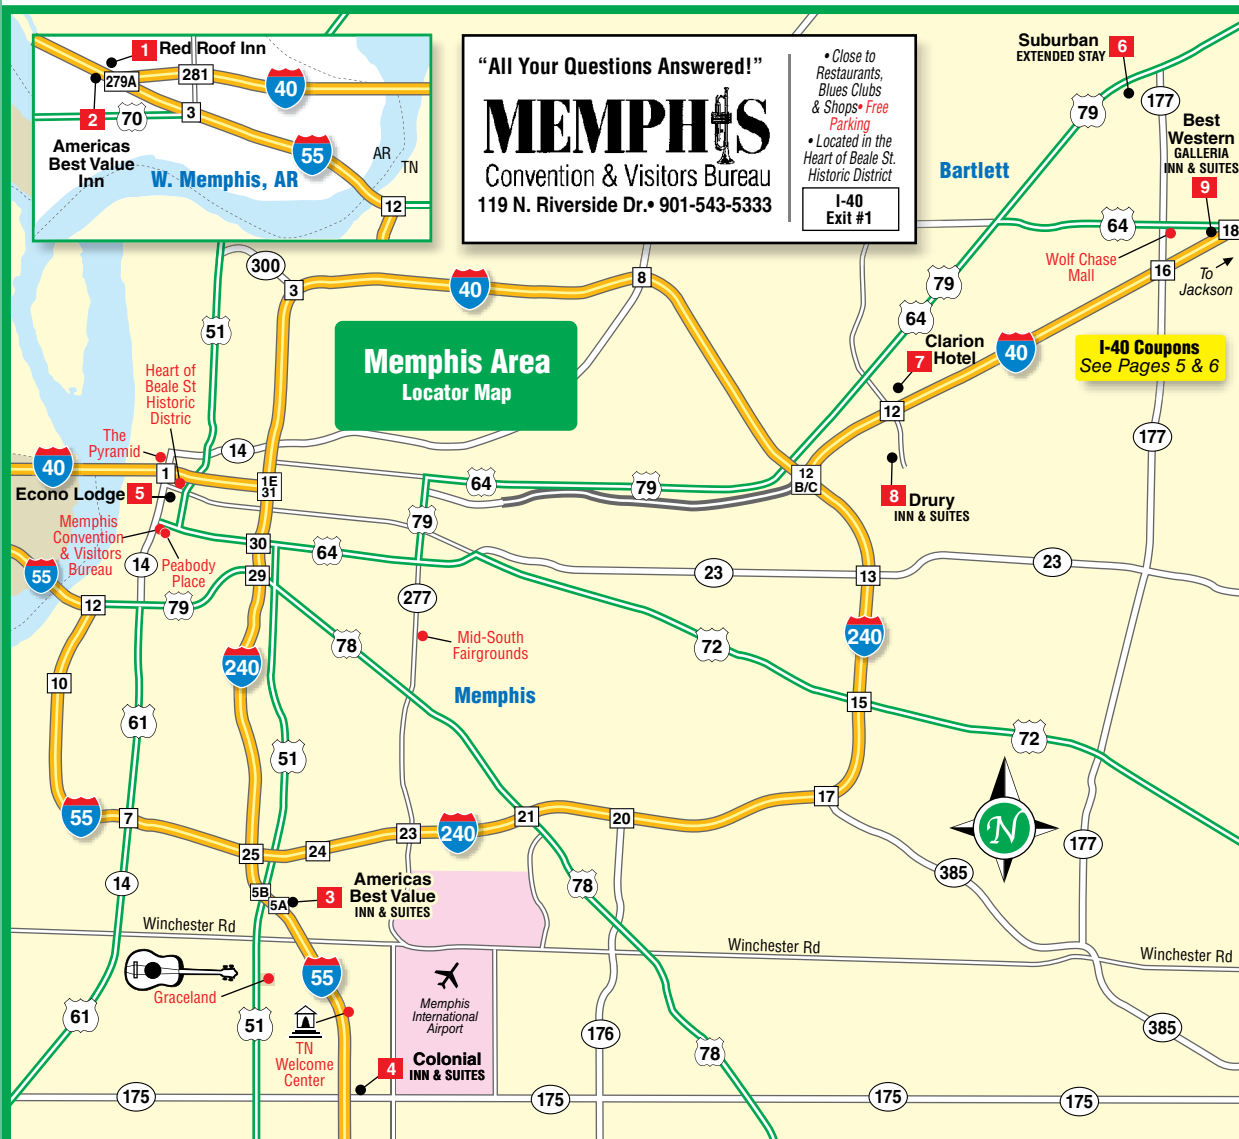 1 Red Roof Inn
279A
281
40
2
70
3
Americas
Best Value
Inn
55
W. Memphis, AR
AR
TN
12
“All Your Questions Answered!”
MEMPHIS
Convention & Visitors Bureau
119 N. Riverside Dr.• 901-543-5333
• Close to
Restaurants,
Blues Clubs
& Shops• Free
Parking
• Located in the
Heart of Beale St.
Historic District
I-40
Exit #1
Suburban 6
EXTENDED STAY
79
177
Best
Western
GALLERIA
INN & SUITES
9
Bartlett
64
18
Wolf Chase
Mall
16
To
Jackson
300
3
40
8
79
51
64
Memphis Area
Locator Map
Clarion
7 Hotel
40
I-40 Coupons
See Pages 5 & 6
Heart of
Beale St
Historic
Distric
12
177
The
Pyramid
14
40
1
1E
31
64
79
12
B/C
Econo Lodge 5
8 Drury
INN & SUITES
Memphis
Convention
& Visitors
Bureau
79
30
64
14
Peabody
Place
55
29
23
13
23
12
79
277
78
Mid-South
Fairgrounds
72
240
240
10
Memphis
15
61
51
72
N
17
55
7
23
240
21
20
25
24
177
385
14
5B
5A
3
Americas
Best Value
INN & SUITES
78
Winchester Rd
Winchester Rd
Winchester Rd
Graceland
55
Memphis
International
Airport
61
51
TN
Welcome
Center
176
385
78
4 Colonial
INN & SUITES
175
175
175
175